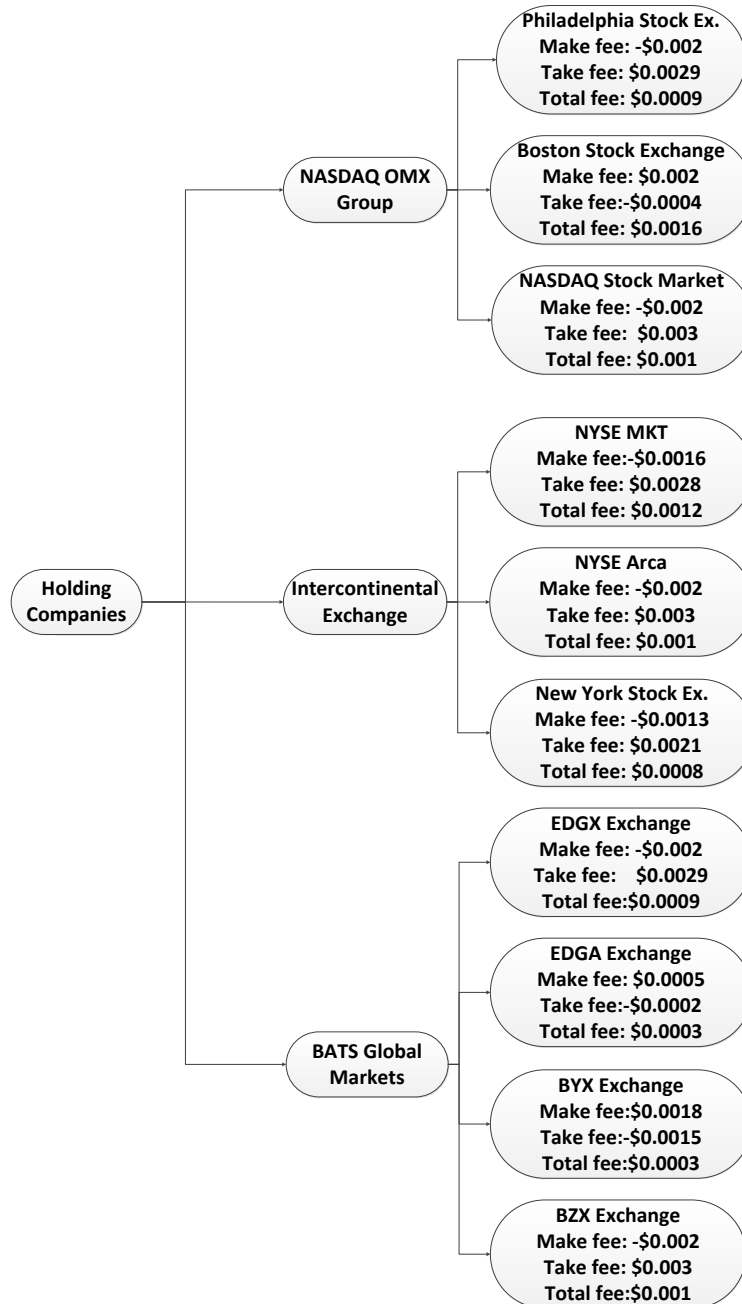 Philadelphia Stock Ex.
Make fee: -$0.002
Take fee: $0.0029
Total fee: $0.0009
Boston Stock Exchange
Make fee: $0.002
Take fee:-$0.0004
Total fee: $0.0016
NASDAQ OMX
Group
NASDAQ Stock Market
Make fee: -$0.002
Take fee:  $0.003
Total fee: $0.001
NYSE MKT
Make fee:-$0.0016
Take fee: $0.0028
Total fee: $0.0012
Holding
Companies
Intercontinental
Exchange
NYSE Arca
Make fee: -$0.002
Take fee: $0.003
Total fee: $0.001
New York Stock Ex.
Make fee: -$0.0013
Take fee: $0.0021
Total fee: $0.0008
EDGX Exchange
Make fee: -$0.002
Take fee:    $0.0029
Total fee:$0.0009
EDGA Exchange
Make fee: $0.0005
Take fee:-$0.0002
Total fee: $0.0003
BATS Global
Markets
BYX Exchange
Make fee:$0.0018
Take fee:-$0.0015
Total fee:$0.0003
BZX Exchange
Make fee: -$0.002
Take fee: $0.003
Total fee:$0.001